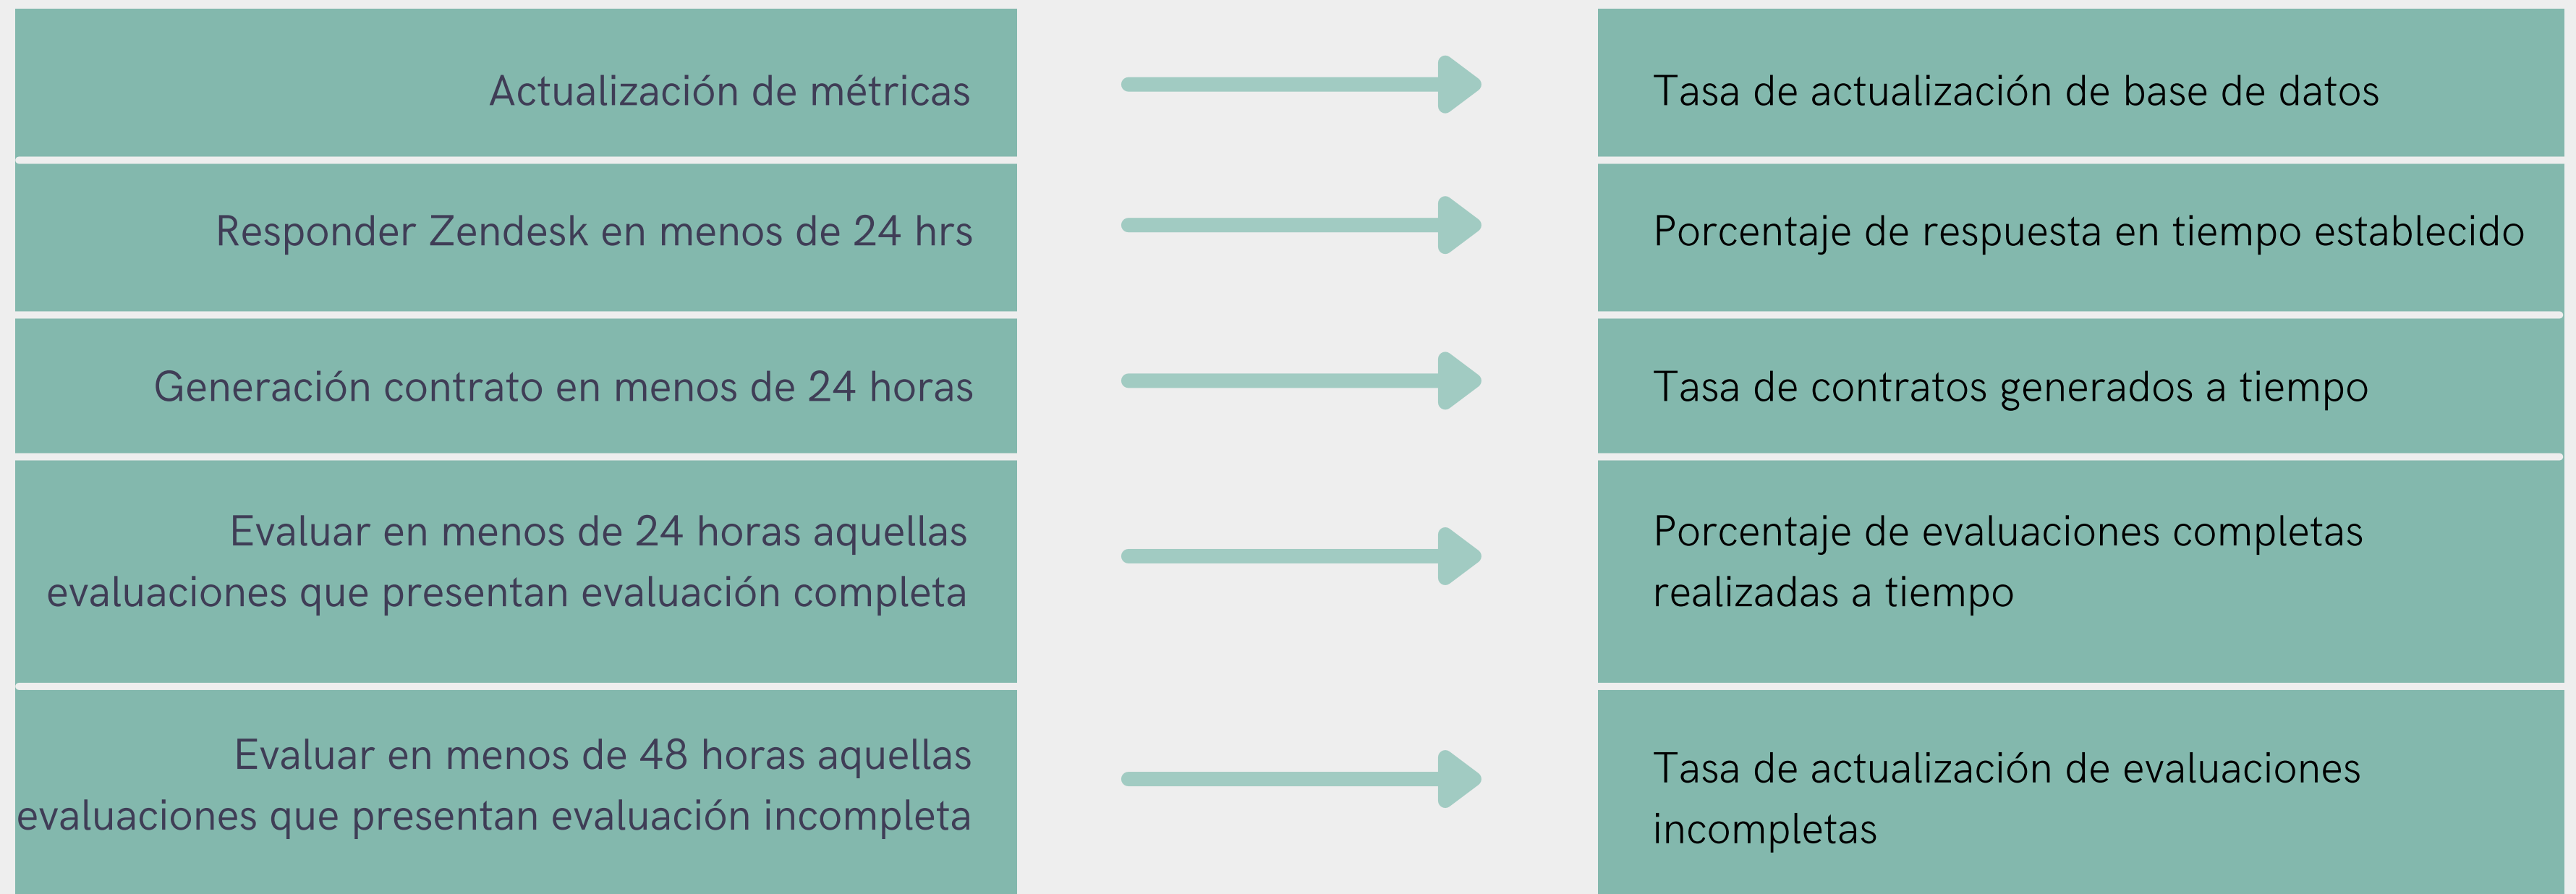 Actualización de métricas
Tasa de actualización de base de datos
Responder Zendesk en menos de 24 hrs
Porcentaje de respuesta en tiempo establecido
Generación contrato en menos de 24 horas
Tasa de contratos generados a tiempo
Evaluar en menos de 24 horas aquellas
evaluaciones que presentan evaluación completa
Porcentaje de evaluaciones completas
realizadas a tiempo
Evaluar en menos de 48 horas aquellas
evaluaciones que presentan evaluación incompleta
Tasa de actualización de evaluaciones
incompletas